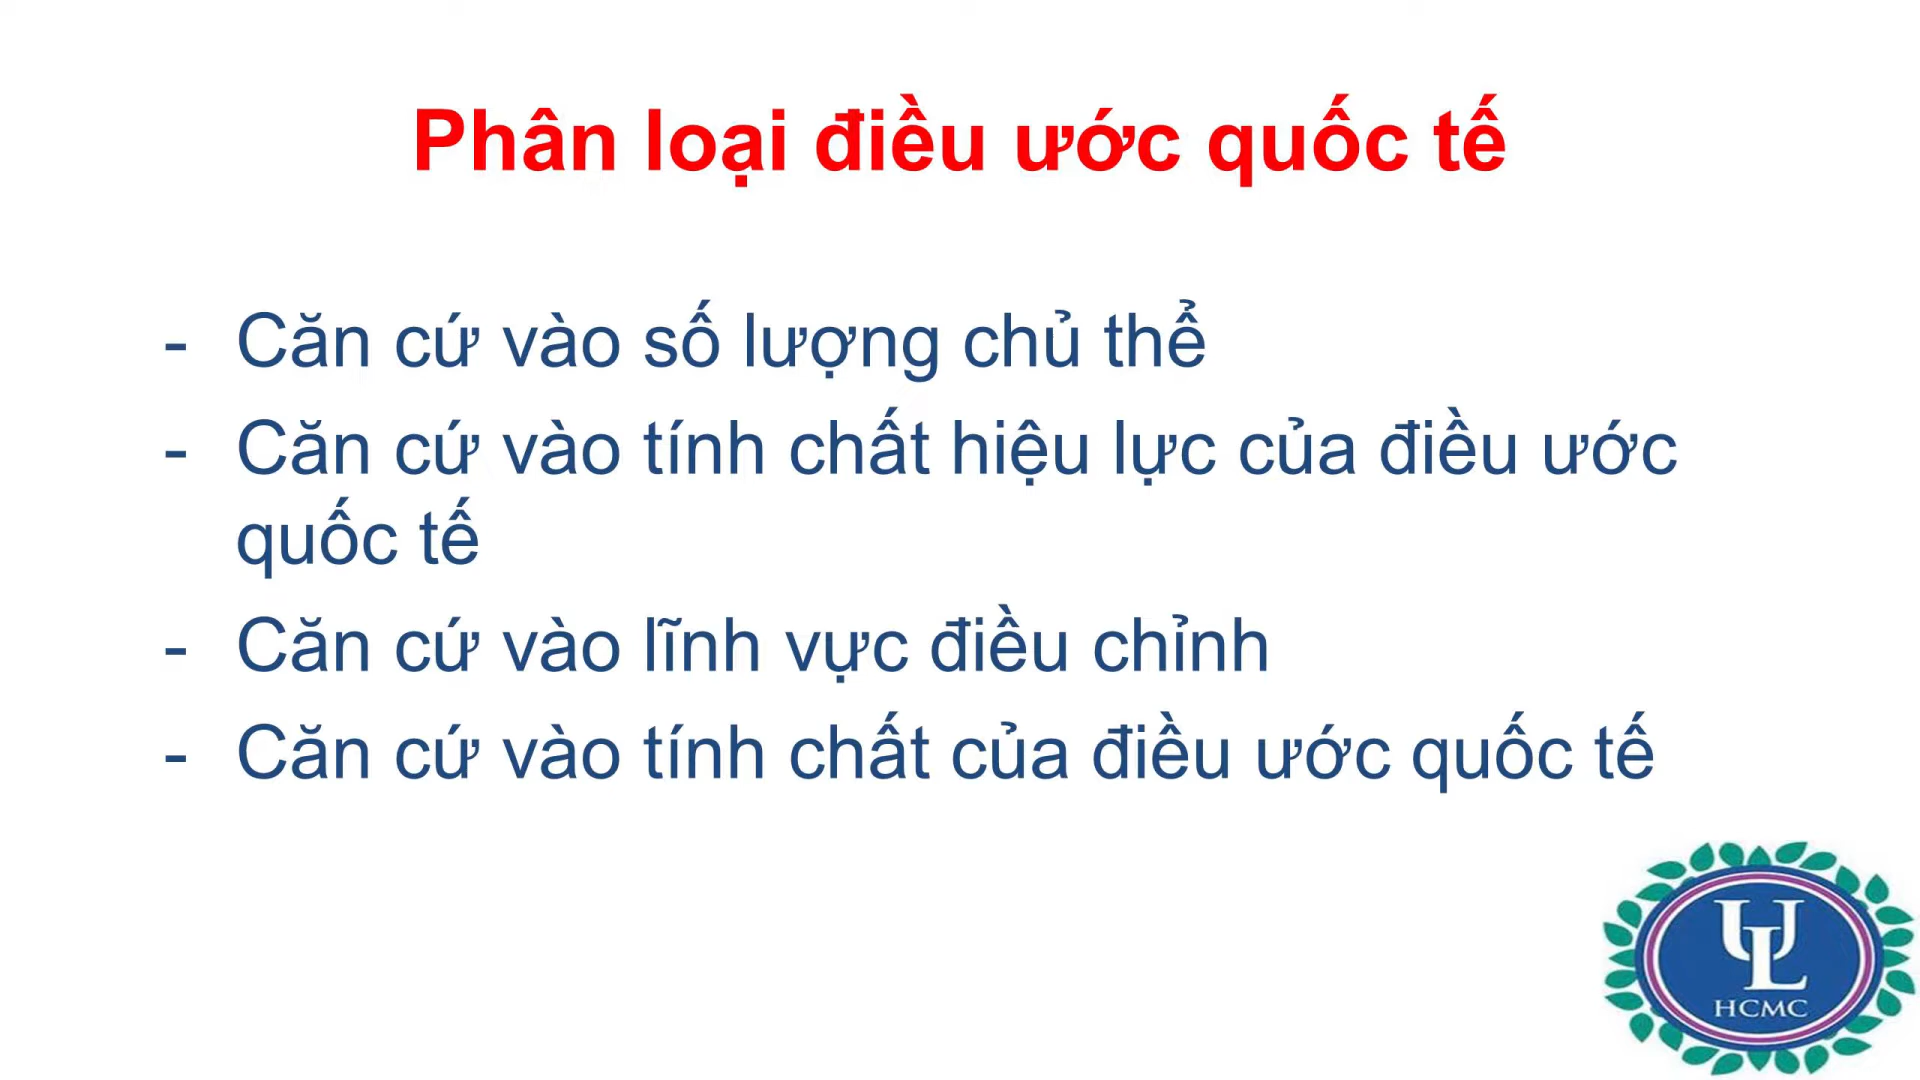 Phân loại điều ước quốc tế
- Căn cứ vào số lượng chủ thể
- Căn cứ vào tính chất hiệu lực của điều ước
quốc tế
- Căn cứ vào lĩnh vực điều chỉnh
- Căn cứ vào tính chất của điều ước quốc tế
UL
HCMC